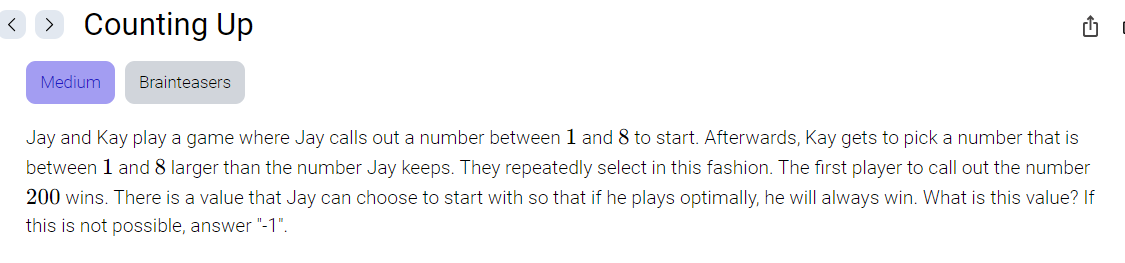 Counting Up
Medium Brainteasers
Jay and Kay play a game where Jay calls out a number between 1 and 8 to start. Afterwards, Kay gets to pick a number that is
between 1 and 8 larger than the number Jay keeps. They repeatedly select in this fashion. The first player to call out the number
200 wins. There is a value that Jay can choose to start with so that if he plays optimally, he will always win. What is this value? If
this is not possible, answer "-1".